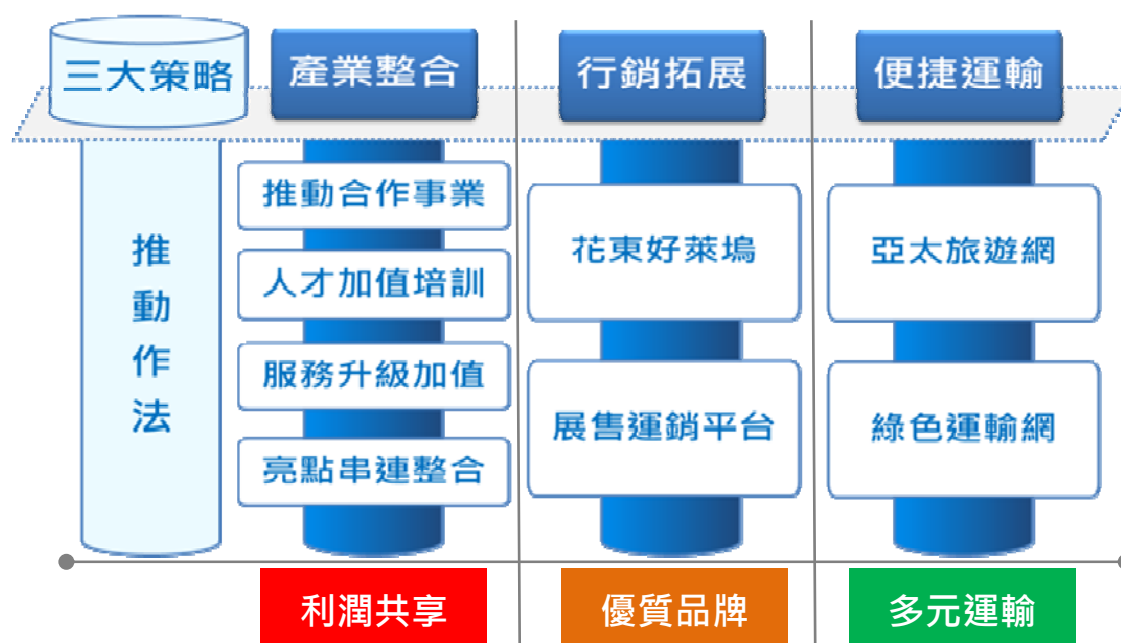 三大策略
產業整合
行銷拓展
便捷運輸
推動作法
推動合作事業
人才加值培訓
服務升級加值
亮點串連整合
花東好萊塢
展售運銷平台
亞太旅遊網
綠色運輸網
利潤共享
優質品牌
多元運輸